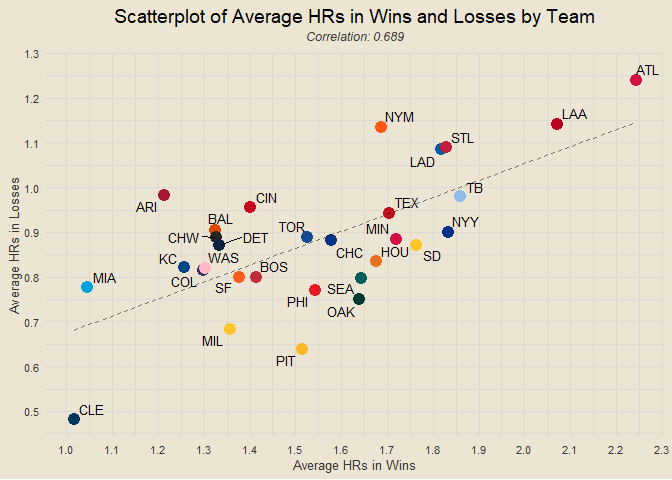 Scatterplot of Average HRs in Wins and Losses by Team
Correlation: 0.689
Average HRs in Losses
1.3
1.2
1.1
1.0
0.9
0.8
0.7
0.6
0.5
ATL
LAA
NYM
STL
LAD
TB
ARI
CIN
TEX
BAL
NYY
TOR
CHW
DET
MIN
CHC
HOU
SD
KC
WAS
BOS
MIA
COL
SF
SEA
PHI
OAK
MIL
PIT
CLE
1.0 1.1 1.2 1.3 1.4 1.5 1.6 1.7 1.8 1.9 2.0 2.1 2.2 2.3
Average HRs in Wins